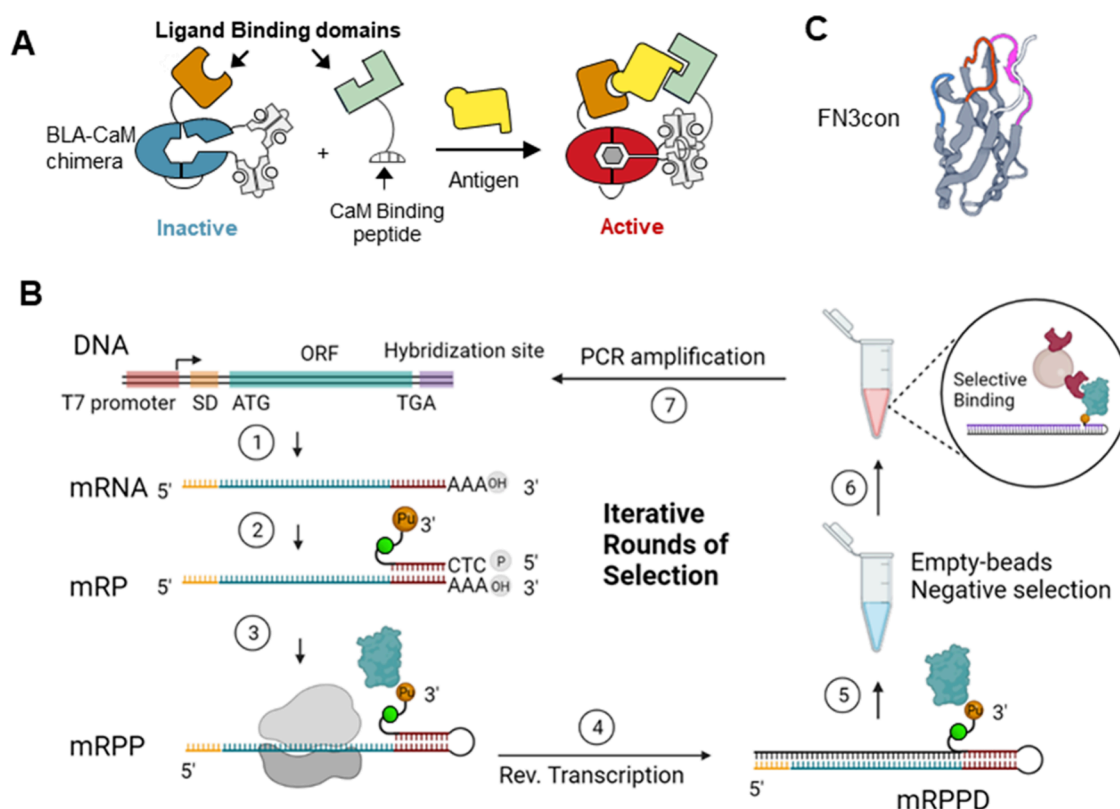 A
Ligand Binding domains
BLA-CaM
chimera
+
Antigen
CaM Binding
peptide
Inactive
Active
C
FN3con
B
DNA
ORF
Hybridization site
T7 promoter
SD
ATG
TGA
PCR amplification
7
Selective
Binding
1
mRNA
5'
AAA
OH
3'
2
Pu
3'
CTC
P
5'
mRP
5'
AAA
OH
3'
Iterative
Rounds of
Selection
6
Empty-beads
Negative selection
3
Pu
3'
mRPP
5'
4
Rev. Transcription
5
Pu
3'
5'
mRPPD